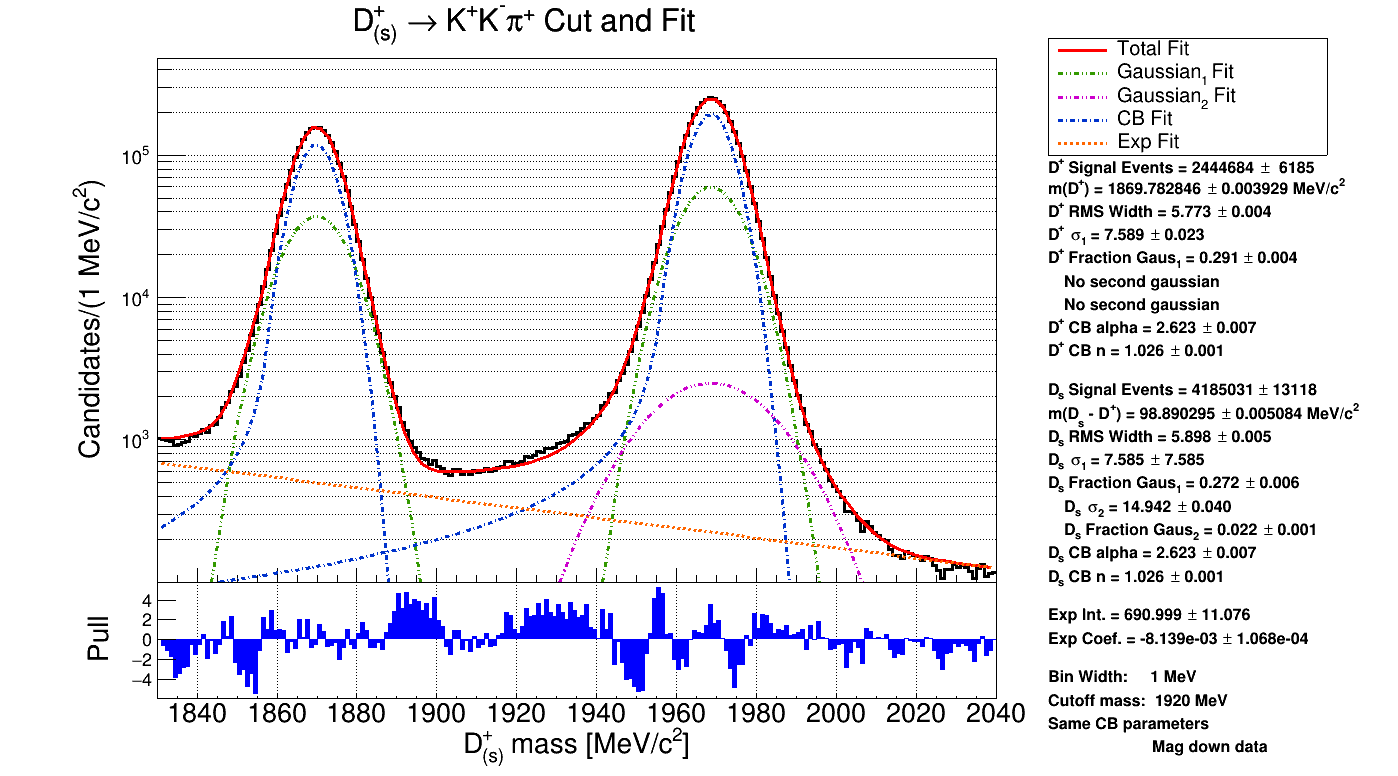 D⁺₍ₛ₎ → K⁺K⁻π⁺ Cut and Fit
Candidates/(1 MeV/c²)
10⁵
10⁴
10³
Pull
4
2
0
−2
−4
1840 1860 1880 1900 1920 1940 1960 1980 2000 2020 2040
D⁺₍ₛ₎ mass [MeV/c²]
Total Fit
Gaussian₁ Fit
Gaussian₂ Fit
CB Fit
Exp Fit
D⁺ Signal Events = 2444684 ± 6185
m(D⁺) = 1869.782846 ± 0.003929 MeV/c²
D⁺ RMS Width = 5.773 ± 0.004
D⁺ σ₁ = 7.589 ± 0.023
D⁺ Fraction Gaus₁ = 0.291 ± 0.004
No second gaussian
No second gaussian
D⁺ CB alpha = 2.623 ± 0.007
D⁺ CB n = 1.026 ± 0.001
Dₛ Signal Events = 4185031 ± 13118
m(Dₛ - D⁺) = 98.890295 ± 0.005084 MeV/c²
Dₛ RMS Width = 5.898 ± 0.005
Dₛ σ₁ = 7.585 ± 7.585
Dₛ Fraction Gaus₁ = 0.272 ± 0.006
Dₛ σ₂ = 14.942 ± 0.040
Dₛ Fraction Gaus₂ = 0.022 ± 0.001
Dₛ CB alpha = 2.623 ± 0.007
Dₛ CB n = 1.026 ± 0.001
Exp Int. = 690.999 ± 11.076
Exp Coef. = -8.139e-03 ± 1.068e-04
Bin Width: 1 MeV
Cutoff mass: 1920 MeV
Same CB parameters
Mag down data